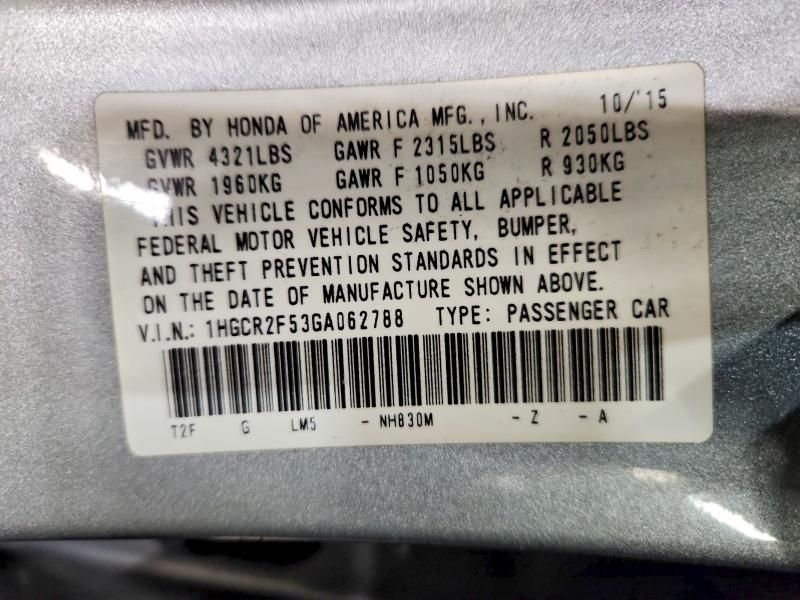 MFD. BY HONDA OF AMERICA MFG., INC. 10/'15
GVWR 4321LBS GAWR F 2315LBS R 2050LBS
GVWR 1960KG GAWR F 1050KG R 930KG
THIS VEHICLE CONFORMS TO ALL APPLICABLE
FEDERAL MOTOR VEHICLE SAFETY, BUMPER,
AND THEFT PREVENTION STANDARDS IN EFFECT
ON THE DATE OF MANUFACTURE SHOWN ABOVE.
V.I.N.: 1HGCR2F53GA062788 TYPE: PASSENGER CAR
T2F G LM5 - NH830M - Z - A